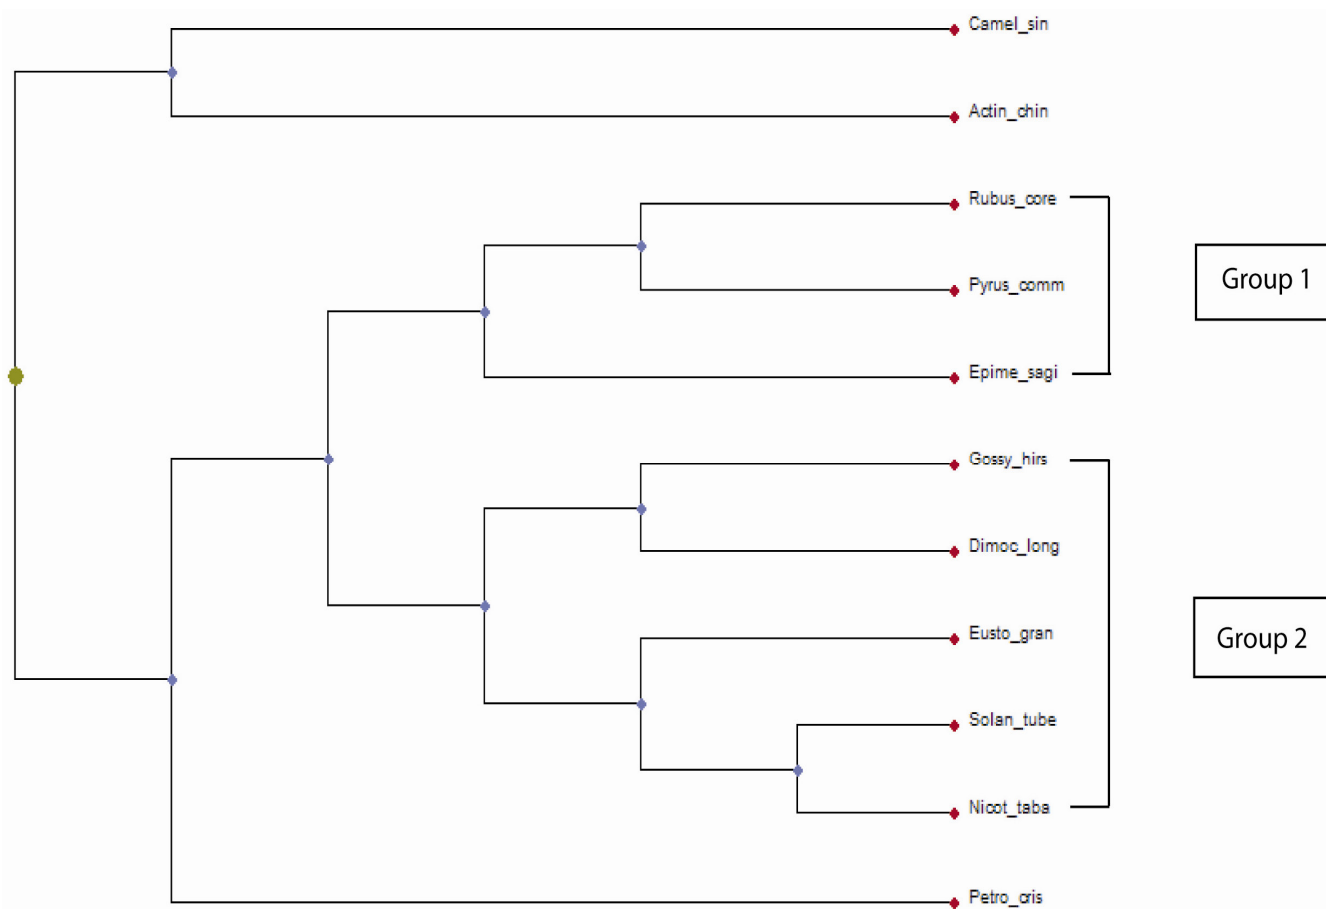 Camel_sin
Actin_chin
Rubus_core
Pyrus_comm
Group 1
Epime_sagi
Gossy_hirs
Dimoc_long
Eusto_gran
Group 2
Solan_tube
Nicot_taba
Petro_cris